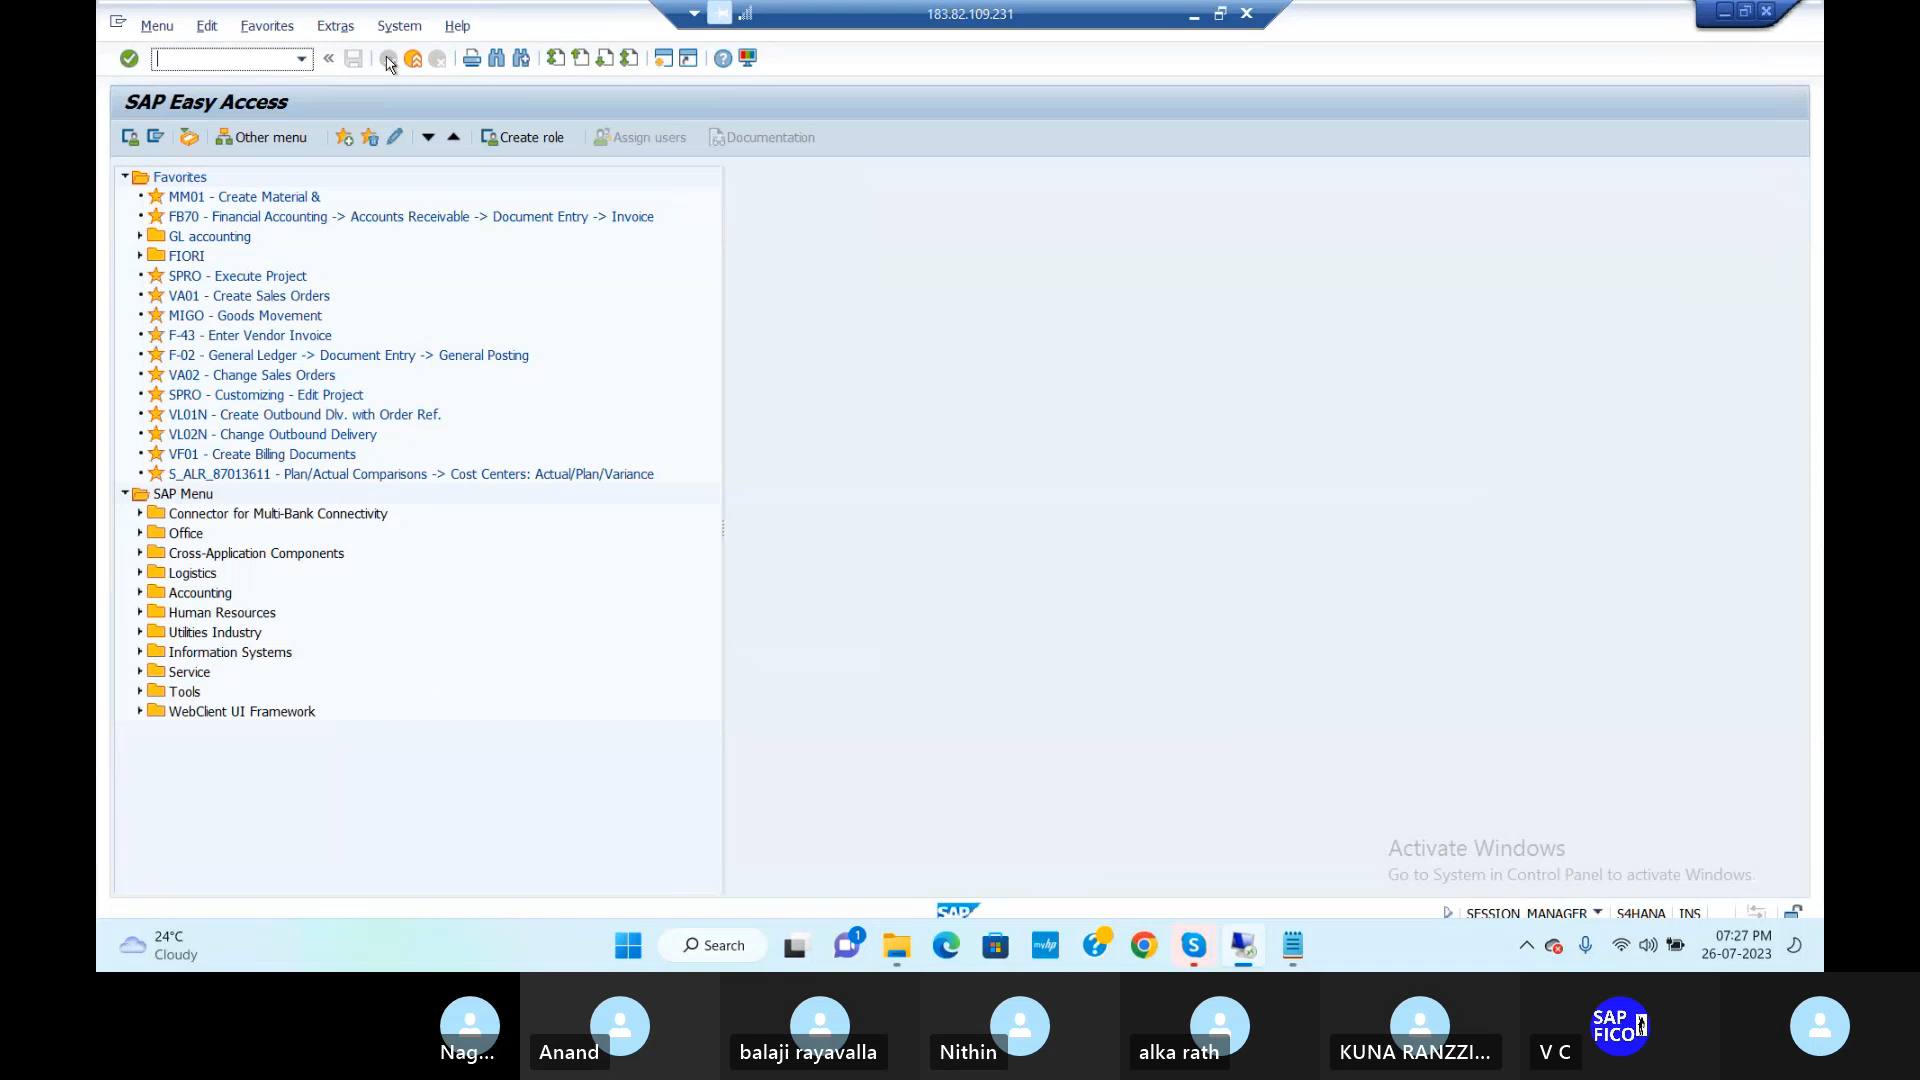 Menu Edit Favorites Extras System Help
183.82.109.231
SAP Easy Access
Other menu
Create role
Assign users
Documentation
Favorites
MM01 - Create Material &
FB70 - Financial Accounting -> Accounts Receivable -> Document Entry -> Invoice
GL accounting
FIORI
SPRO - Execute Project
VA01 - Create Sales Orders
MIGO - Goods Movement
F-43 - Enter Vendor Invoice
F-02 - General Ledger -> Document Entry -> General Posting
VA02 - Change Sales Orders
SPRO - Customizing - Edit Project
VL01N - Create Outbound Dlv. with Order Ref.
VL02N - Change Outbound Delivery
VF01 - Create Billing Documents
S_ALR_87013611 - Plan/Actual Comparisons -> Cost Centers: Actual/Plan/Variance
SAP Menu
Connector for Multi-Bank Connectivity
Office
Cross-Application Components
Logistics
Accounting
Human Resources
Utilities Industry
Information Systems
Service
Tools
WebClient UI Framework
Activate Windows
Go to System in Control Panel to activate Windows.
SAP
SESSION_MANAGER S4HANA INS
24°C
Cloudy
Search
1
myhp
07:27 PM
26-07-2023
Nag...
Anand
balaji rayavalla
Nithin
alka rath
KUNA RANZZI...
V C
SAP
FICO